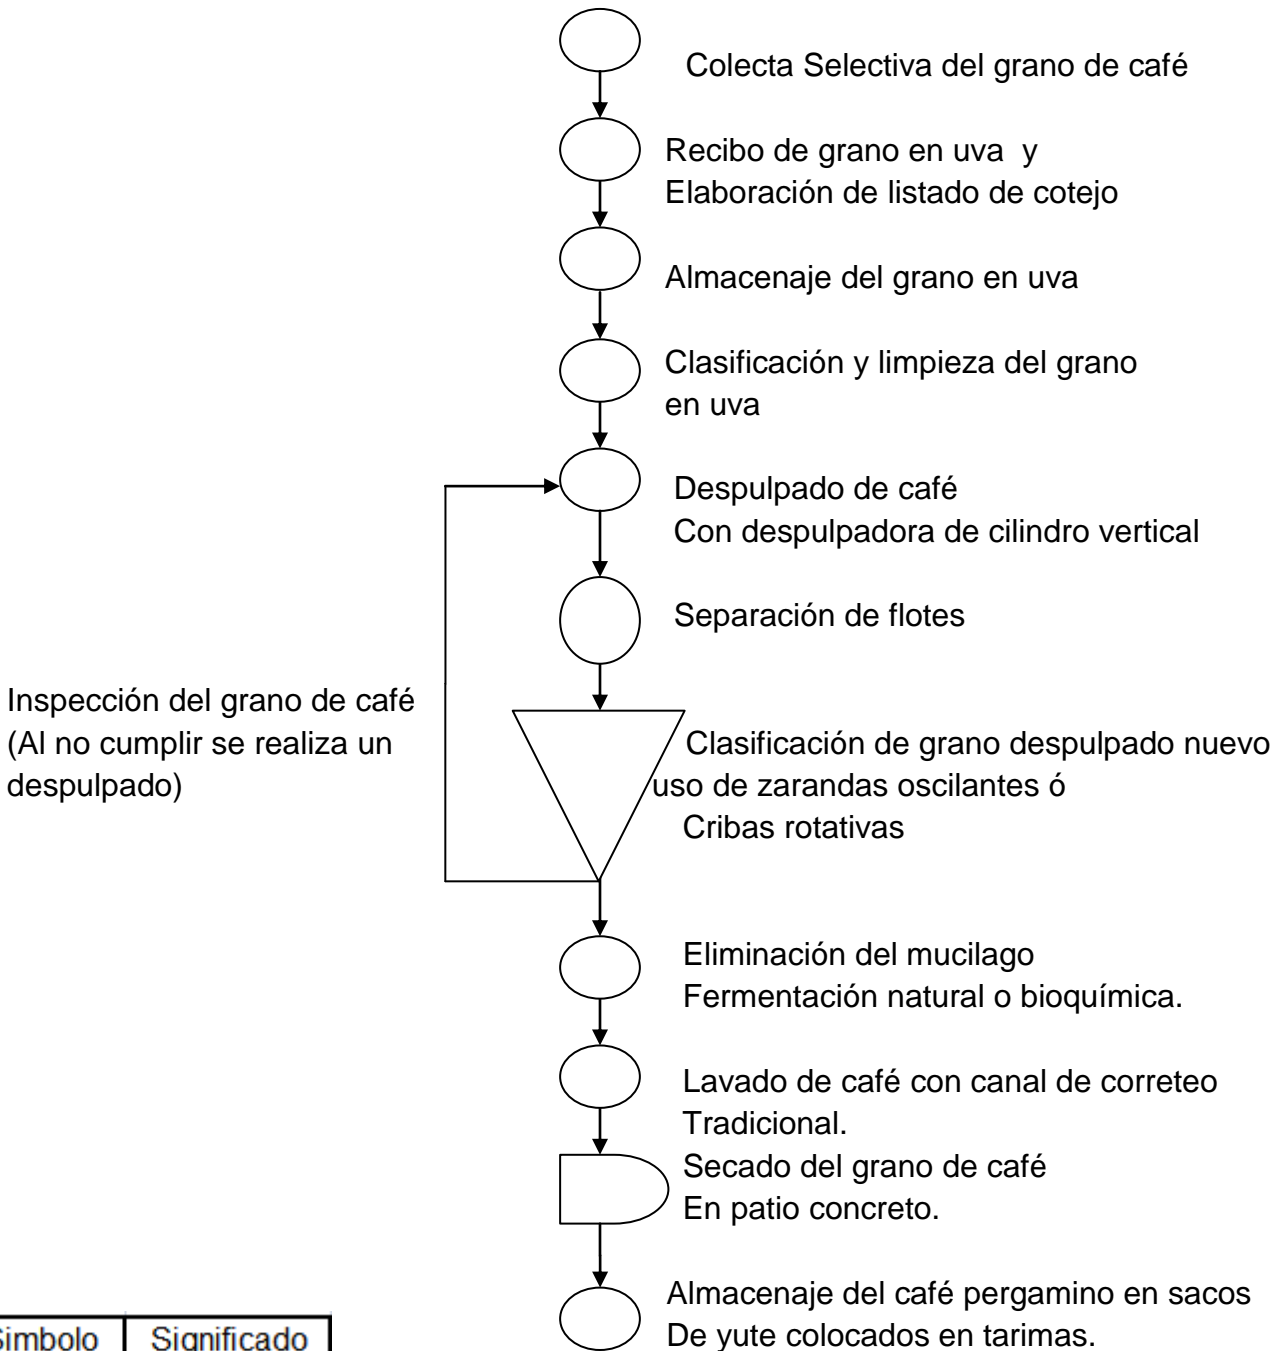 Colecta Selectiva del grano de café
Recibo de grano en uva y
Elaboración de listado de cotejo
Almacenaje del grano en uva
Clasificación y limpieza del grano
en uva
Despulpado de café
Con despulpadora de cilindro vertical
Separación de flotes
Inspección del grano de café
(Al no cumplir se realiza un
despulpado)
Clasificación de grano despulpado nuevo
uso de zarandas oscilantes ó
Cribas rotativas
Eliminación del mucilago
Fermentación natural o bioquímica.
Lavado de café con canal de correteo
Tradicional.
Secado del grano de café
En patio concreto.
Almacenaje del café pergamino en sacos
De yute colocados en tarimas.
Simbolo Significado